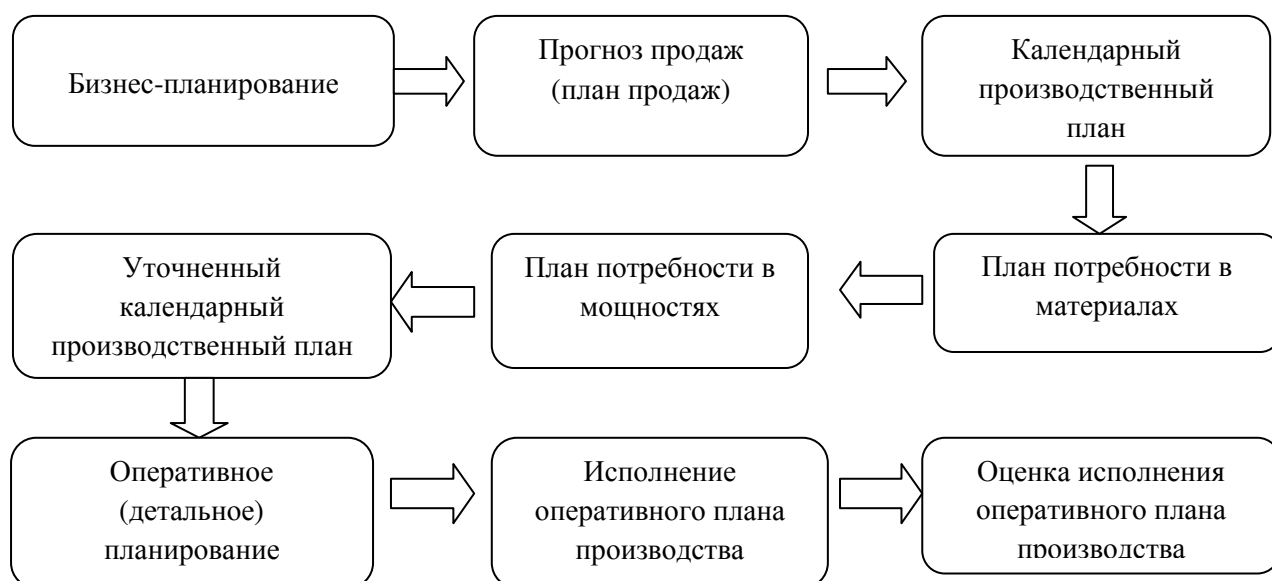 Бизнес-планирование
Прогноз продаж
(план продаж)
Календарный
производственный
план
Уточненный
календарный
производственный план
План потребности в
мощностях
План потребности в
материалах
Оперативное
(детальное)
планирование
Исполнение
оперативного плана
производства
Оценка исполнения
оперативного плана
производства